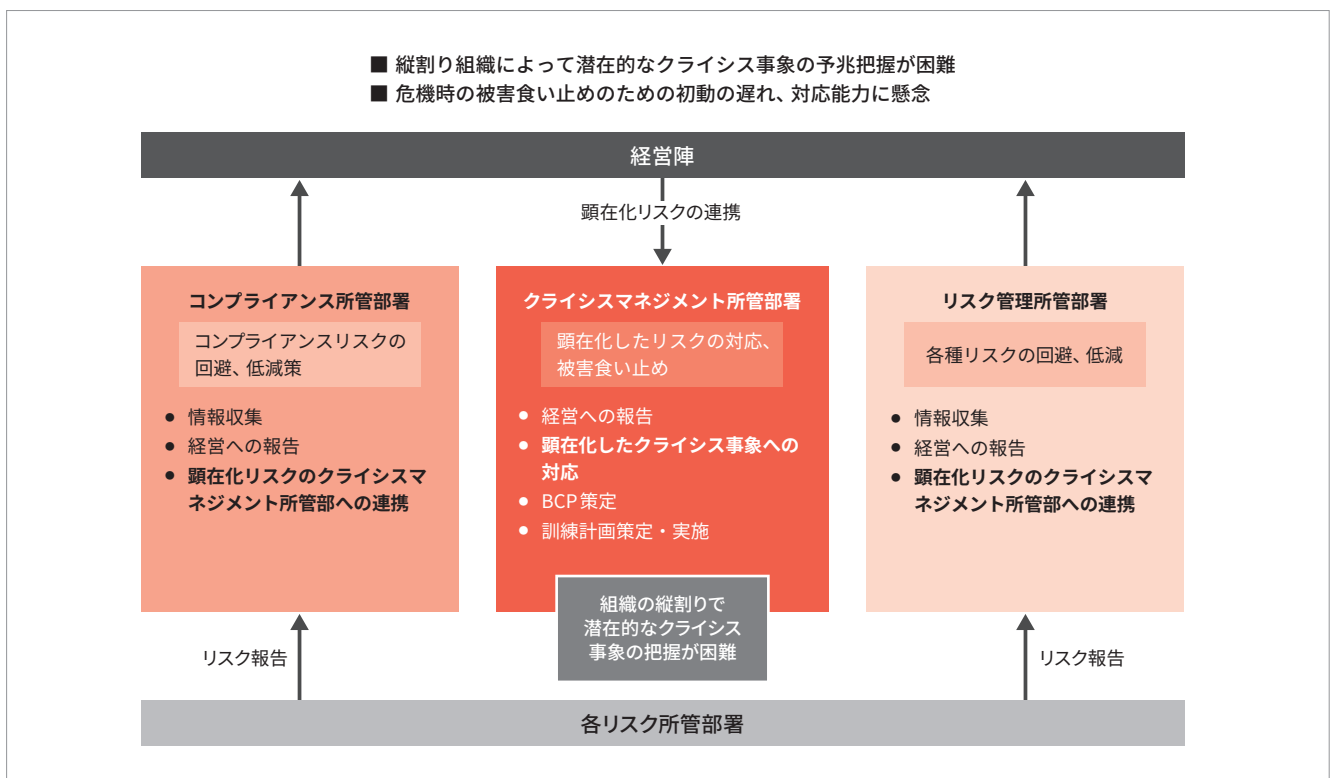 ■ 縦割り組織によって潜在的なクライシス事象の予兆把握が困難
■ 危機時の被害食い止めのための初動の遅れ、対応能力に懸念
経営陣
顕在化リスクの連携
コンプライアンス所管部署
コンプライアンスリスクの
回避、低減策
● 情報収集
● 経営への報告
● 顕在化リスクのクライシスマ
ネジメント所管部への連携
クライシスマネジメント所管部署
顕在化したリスクの対応、
被害食い止め
● 経営への報告
● 顕在化したクライシス事象への
対応
● BCP策定
● 訓練計画策定・実施
組織の縦割りで
潜在的なクライシス
事象の把握が困難
リスク管理所管部署
各種リスクの回避、低減
● 情報収集
● 経営への報告
● 顕在化リスクのクライシスマ
ネジメント所管部への連携
リスク報告
リスク報告
各リスク所管部署